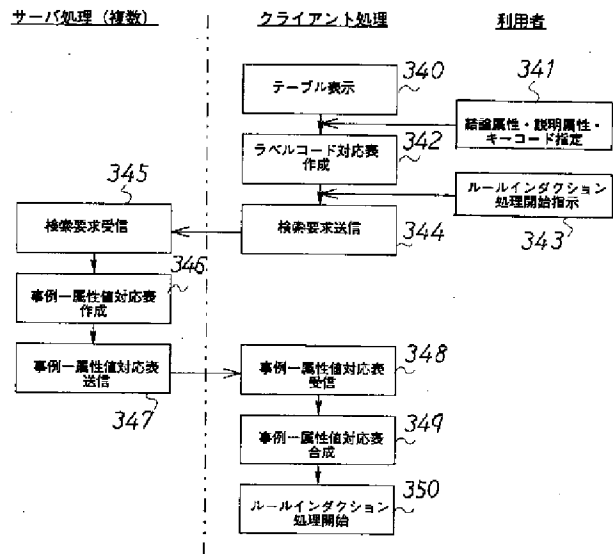 サーバ処理（複数）
クライアント処理
利用者
340
テーブル表示
341
結論属性・説明属性・
キーコード指定
342
ラベルコード対応表
作成
ルールインダクション
処理開始指示
343
344
検索要求送信
345
検索要求受信
346
事例ー属性値対応表
作成
事例ー属性値対応表
送信
347
348
事例ー属性値対応表
受信
349
事例ー属性値対応表
合成
350
ルールインダクション
処理開始